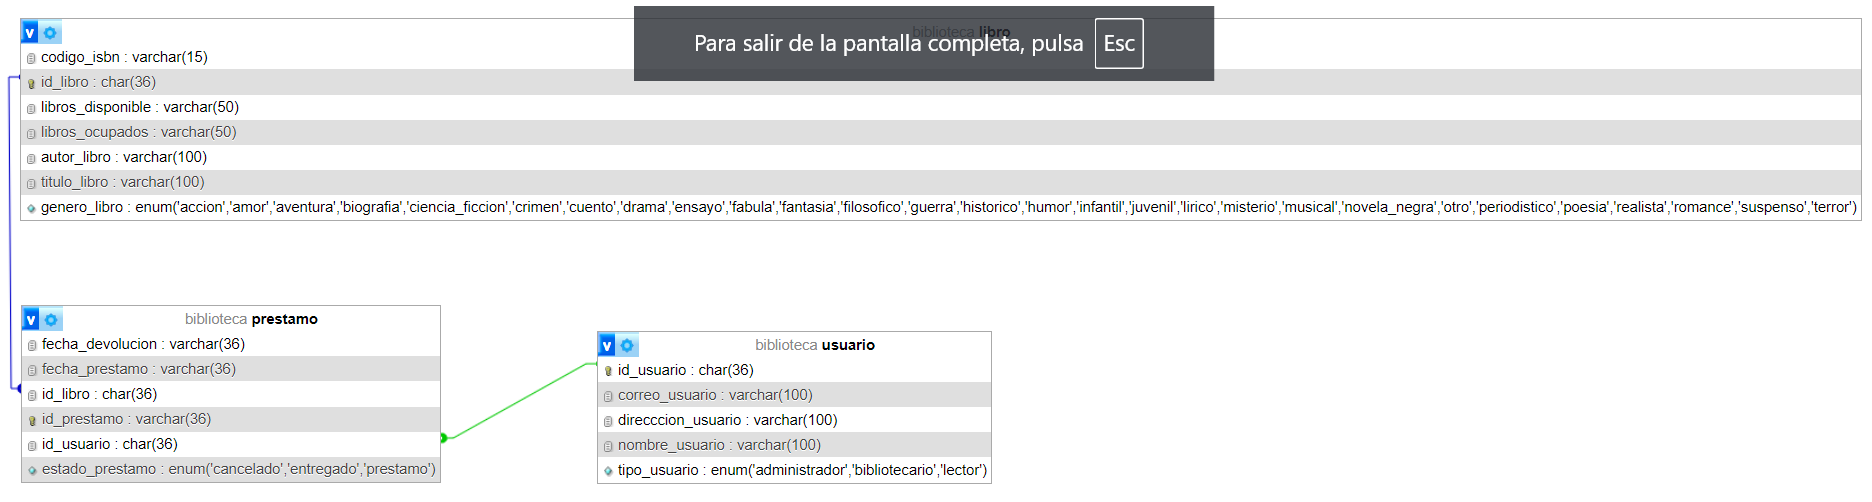 biblioteca libro
Para salir de la pantalla completa, pulsa Esc
codigo_isbn : varchar(15)
id_libro : char(36)
libros_disponible : varchar(50)
libros_ocupados : varchar(50)
autor_libro : varchar(100)
titulo_libro : varchar(100)
genero_libro : enum('accion','amor','aventura','biografia','ciencia_ficcion','crimen','cuento','drama','ensayo','fabula','fantasia','filosofico','guerra','historico','humor','infantil','juvenil','lirico','misterio','musical','novela_negra','otro','periodistico','poesia','realista','romance','suspenso','terror')
biblioteca prestamo
fecha_devolucion : varchar(36)
fecha_prestamo : varchar(36)
id_libro : char(36)
id_prestamo : varchar(36)
id_usuario : char(36)
estado_prestamo : enum('cancelado','entregado','prestamo')
biblioteca usuario
id_usuario : char(36)
correo_usuario : varchar(100)
direcccion_usuario : varchar(100)
nombre_usuario : varchar(100)
tipo_usuario : enum('administrador','bibliotecario','lector')